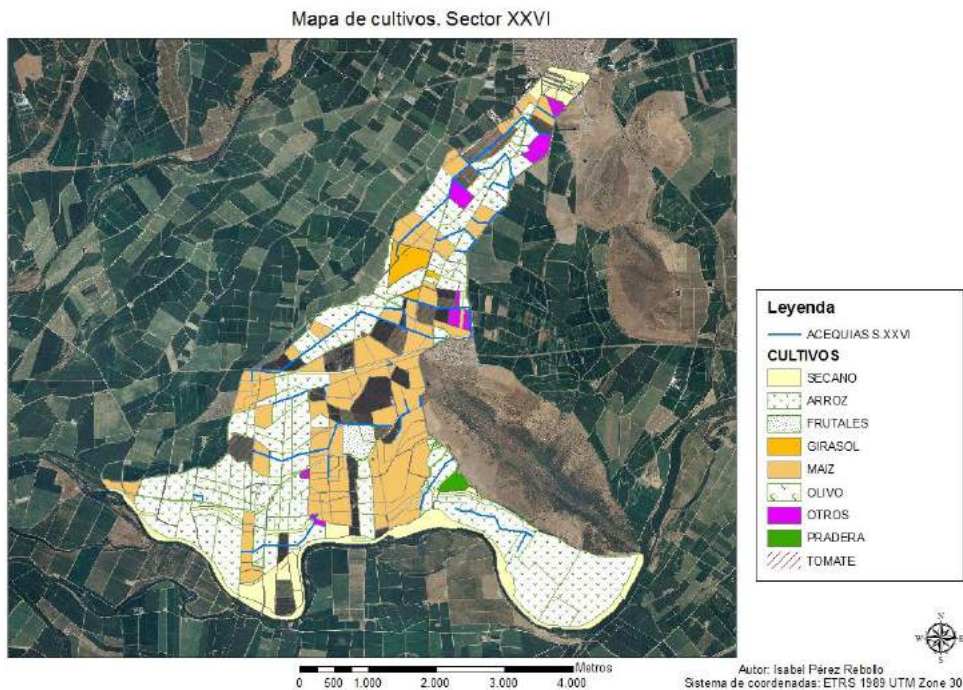 Mapa de cultivos. Sector XXVI
Leyenda
ACEQUIAS S.XXVI
CULTIVOS
SECANO
ARROZ
FRUTALES
GIRASOL
MAIZ
OLIVO
OTROS
PRADERA
TOMATE
N
W E
S
Metros
0 500 1.000 2.000 3.000 4.000
Autor: Isabel Pérez Rebollo
Sistema de coordenadas: ETRS 1989 UTM Zone 30